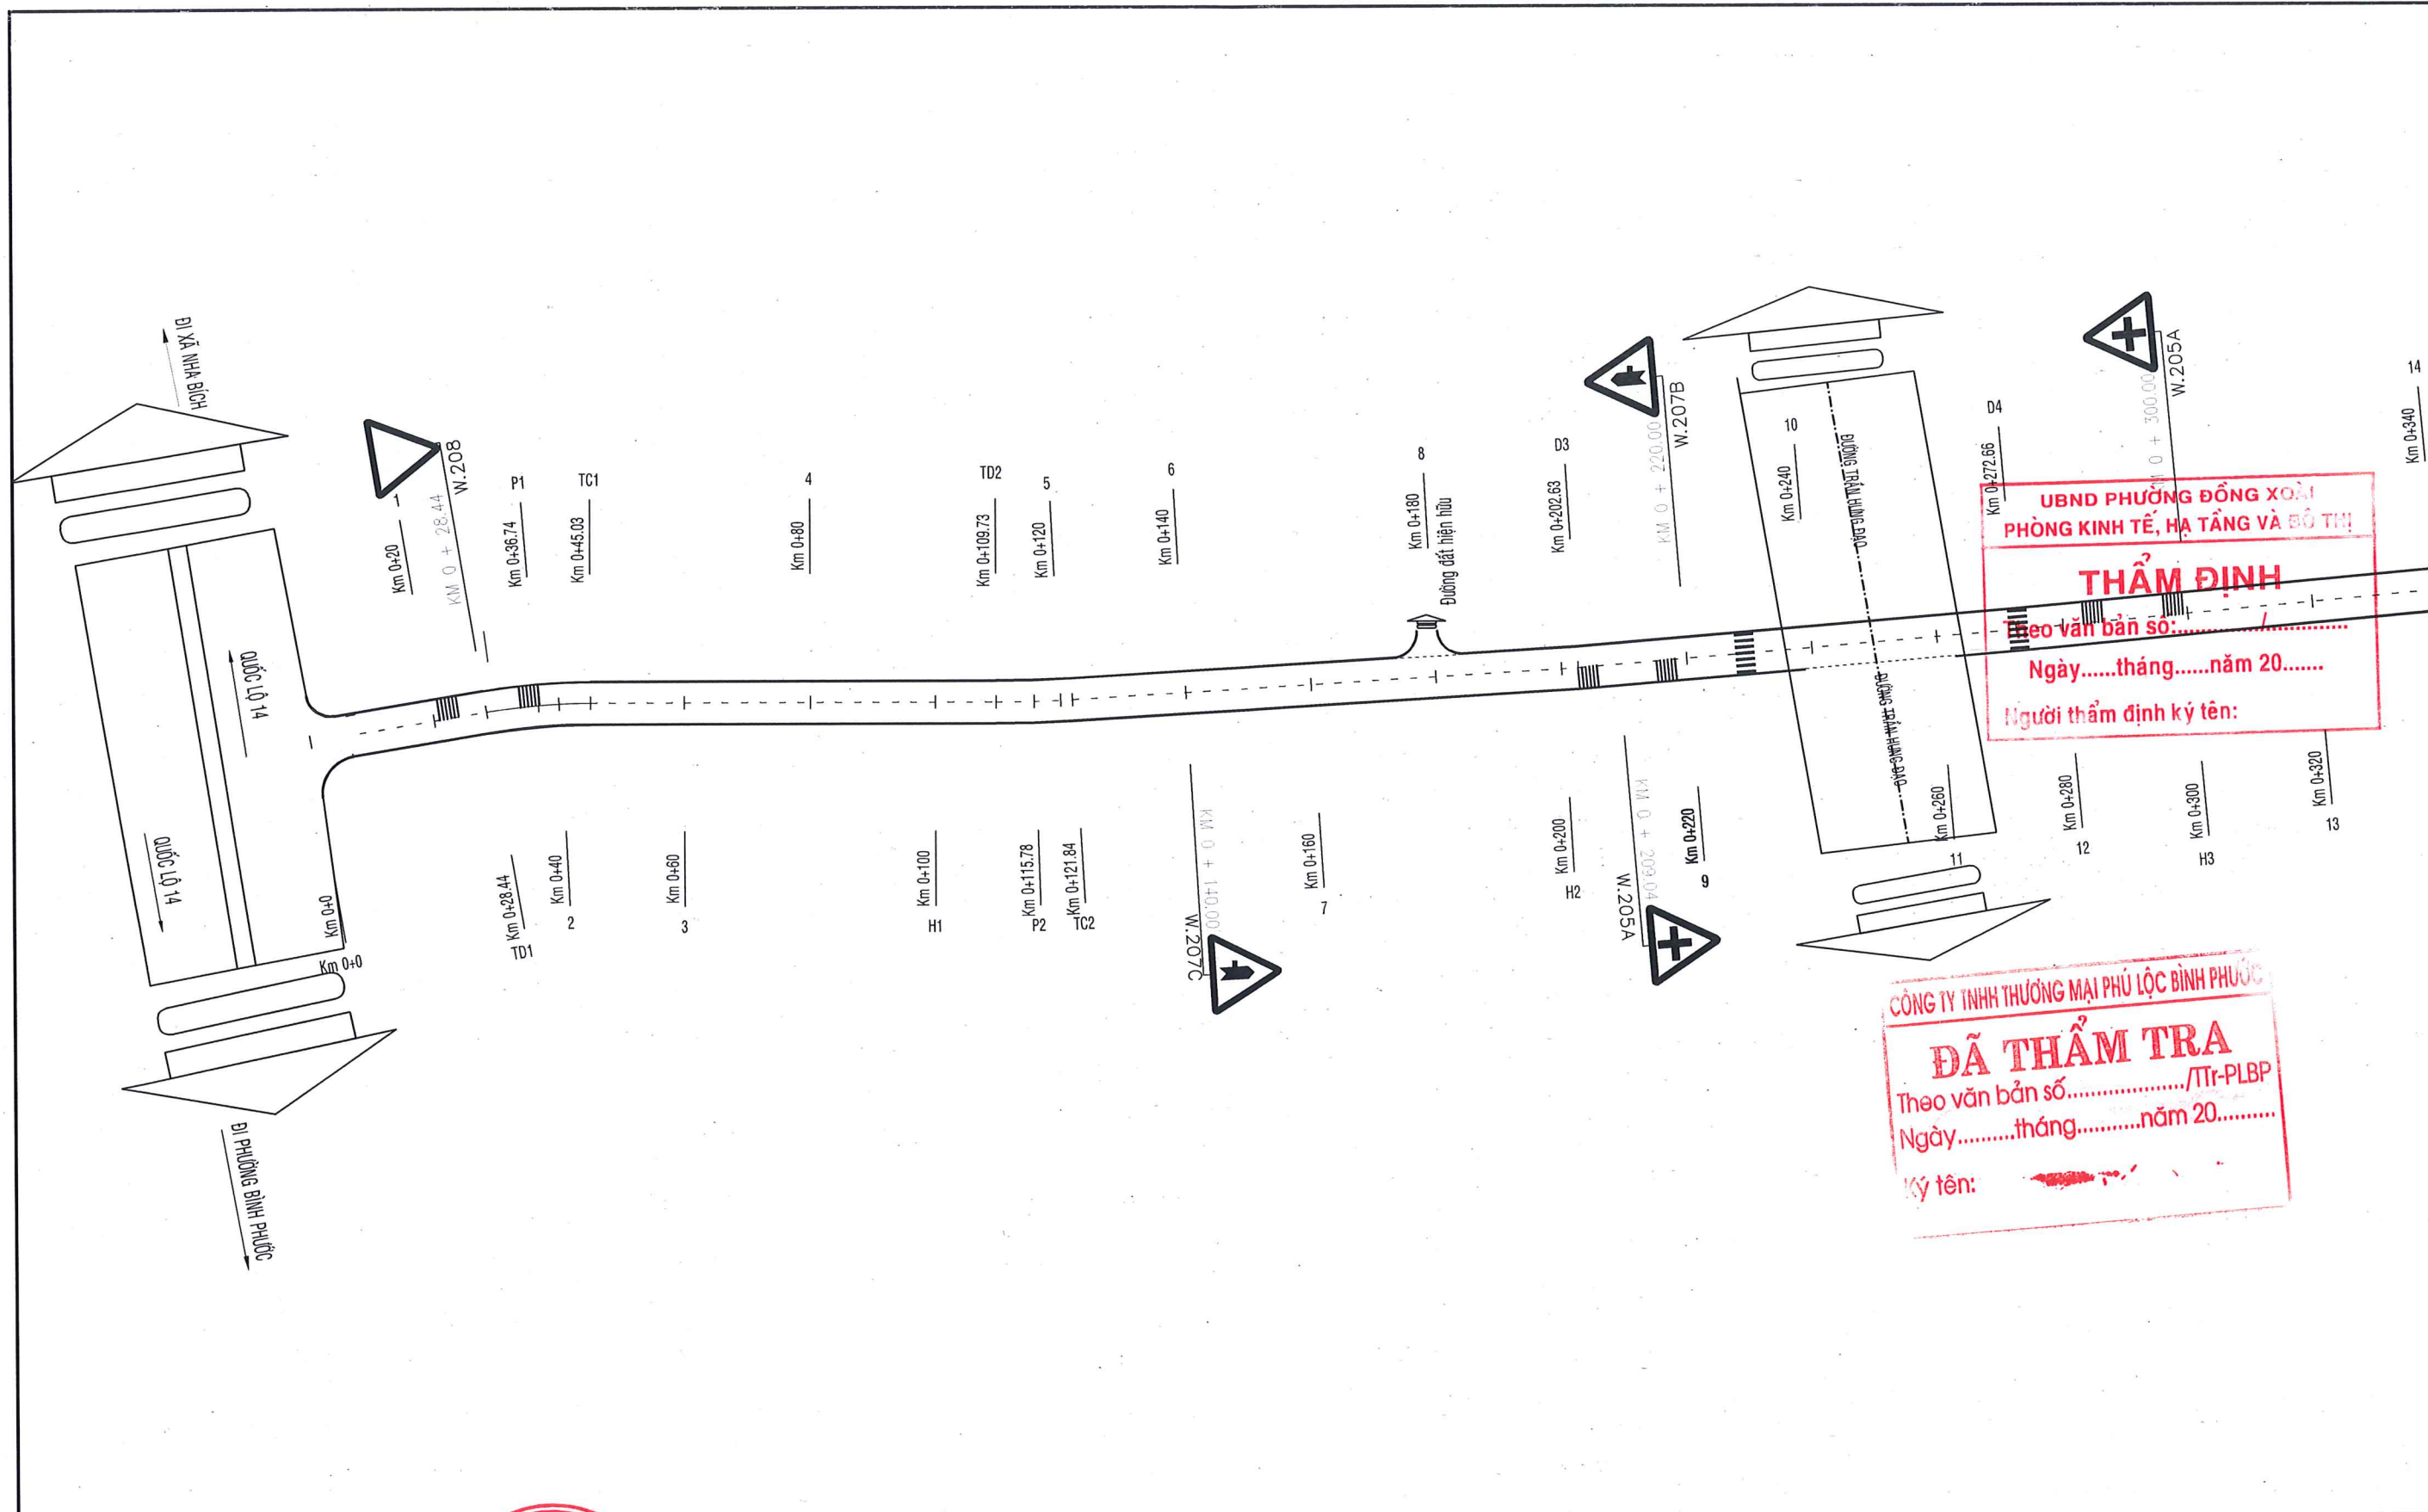 ĐI XÃ NHA BÍCH
QUỐC LỘ 14
QUỐC LỘ 14
ĐI PHƯỜNG BÌNH PHƯỚC
Km 0+0
Km 0+0
1
Km 0+20
KM 0 + 28.44
W.208
P1
Km 0+36.74
TC1
Km 0+45.03
4
Km 0+80
TD2
Km 0+109.73
5
Km 0+120
6
Km 0+140
8
Km 0+180
Đường đất hiện hữu
D3
Km 0+202.63
KM 0 + 220.00
W.207B
10
Km 0+240
ĐƯỜNG TRẦN HƯNG ĐẠO
ĐƯỜNG TRẦN HƯNG ĐẠO
D4
Km 0+272.66
KM 0 + 300.00
W.205A
14
Km 0+340
Km 0+28.44
TD1
Km 0+40
2
Km 0+60
3
Km 0+100
H1
Km 0+115.78
P2
Km 0+121.84
TC2
KM 0 + 140.00
W.207C
Km 0+160
7
Km 0+200
H2
KM 0 + 209.04
W.205A
Km 0+220
9
Km 0+260
11
Km 0+280
12
Km 0+300
H3
Km 0+320
13
UBND PHƯỜNG ĐỒNG XOÀI
PHÒNG KINH TẾ, HẠ TẦNG VÀ ĐÔ THỊ
THẨM ĐỊNH
Theo văn bản số:............../..............
Ngày......tháng......năm 20.......
Người thẩm định ký tên:
CÔNG TY TNHH THƯƠNG MẠI PHÚ LỘC BÌNH PHƯỚC
ĐÃ THẨM TRA
Theo văn bản số.................../TTr-PLBP
Ngày.........tháng..........năm 20..........
Ký tên: